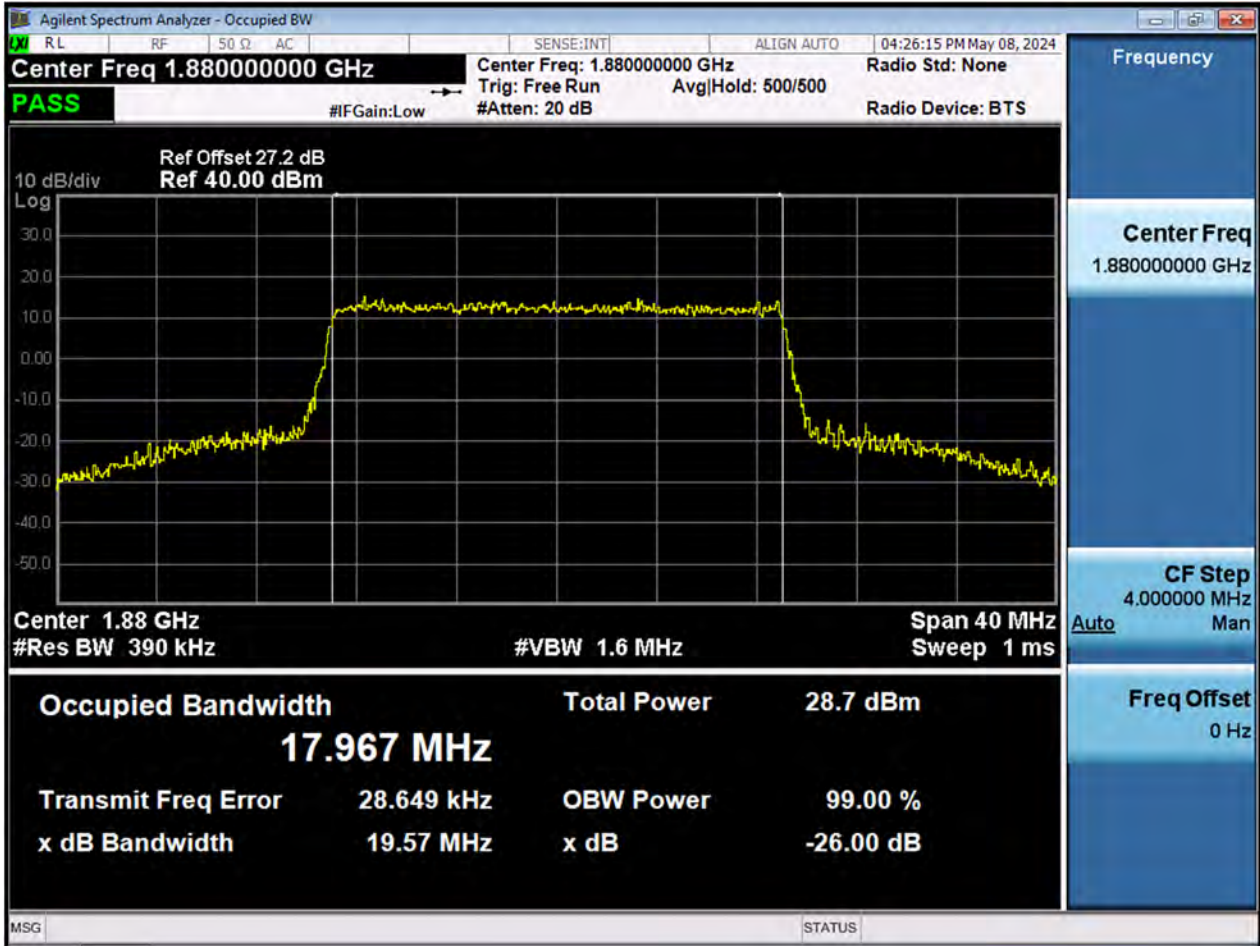 Agilent Spectrum Analyzer - Occupied BW
LXI RL RF 50 Ω AC SENSE:INT ALIGN AUTO 04:26:15 PM May 08, 2024
Center Freq 1.880000000 GHz
Center Freq: 1.880000000 GHz
Radio Std: None
Trig: Free Run Avg|Hold: 500/500
PASS
#IFGain:Low
#Atten: 20 dB
Radio Device: BTS
Ref Offset 27.2 dB
10 dB/div Ref 40.00 dBm
Log
30.0
20.0
10.0
0.00
-10.0
-20.0
-30.0
-40.0
-50.0
Center 1.88 GHz Span 40 MHz
#Res BW 390 kHz #VBW 1.6 MHz Sweep 1 ms
Occupied Bandwidth Total Power 28.7 dBm
17.967 MHz
Transmit Freq Error 28.649 kHz OBW Power 99.00 %
x dB Bandwidth 19.57 MHz x dB -26.00 dB
MSG STATUS
Frequency
Center Freq
1.880000000 GHz
CF Step
4.000000 MHz
Auto Man
Freq Offset
0 Hz